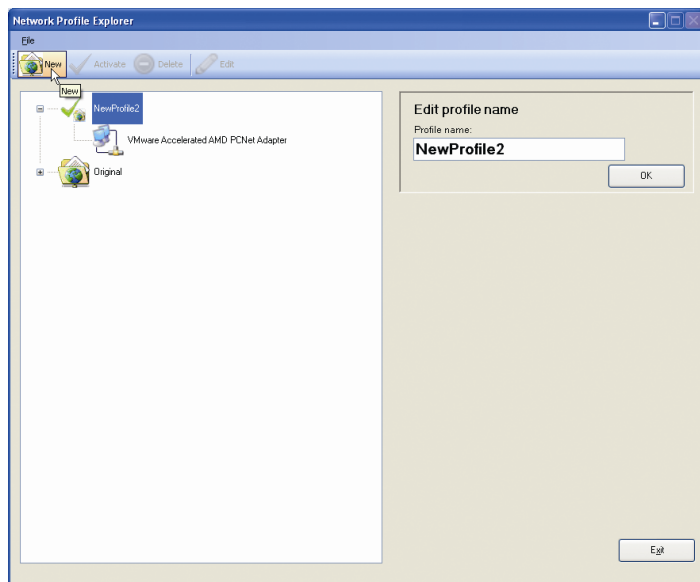 Network Profile Explorer
File
New Activate Delete Edit
New
NewProfile2
VMware Accelerated AMD PCNet Adapter
Original
Edit profile name
Profile name:
NewProfile2
OK
Exit